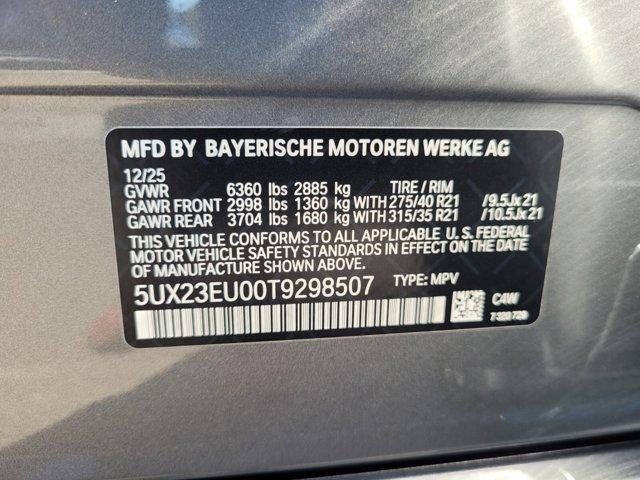 MFD BY BAYERISCHE MOTOREN WERKE AG
12/25
GVWR 6360 lbs 2885 kg TIRE / RIM
GAWR FRONT 2998 lbs 1360 kg WITH 275/40 R21 /9.5Jx21
GAWR REAR 3704 lbs 1680 kg WITH 315/35 R21 /10.5Jx21
THIS VEHICLE CONFORMS TO ALL APPLICABLE U.S. FEDERAL
MOTOR VEHICLE SAFETY STANDARDS IN EFFECT ON THE DATE
OF MANUFACTURE SHOWN ABOVE.
5UX23EU00T9298507 TYPE: MPV
C4W
7 320 729